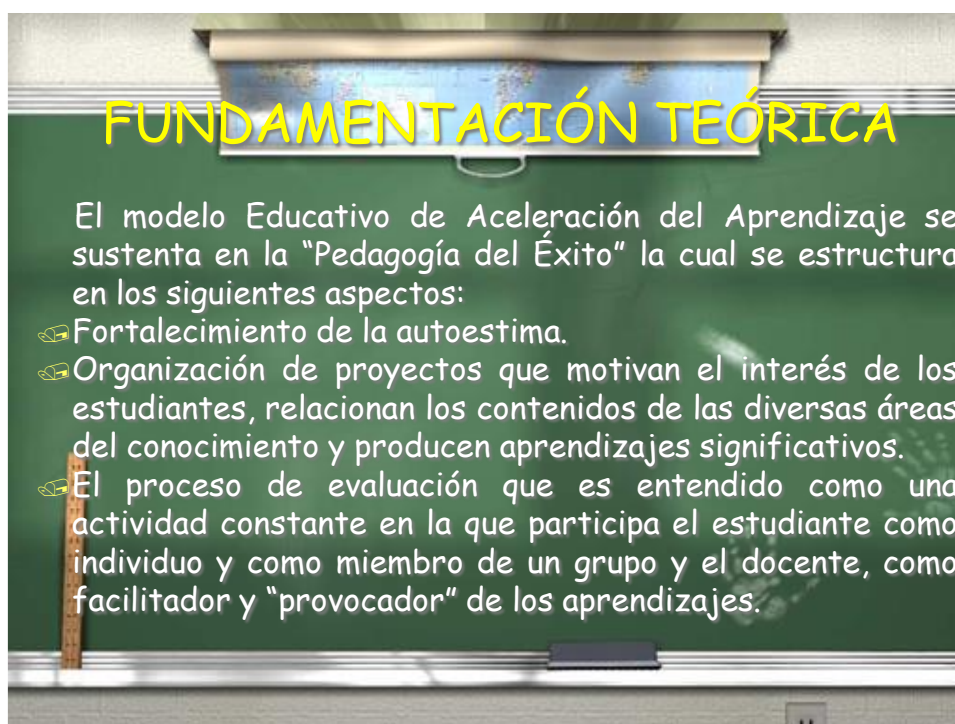 FUNDAMENTACIÓN TEÓRICA
El modelo Educativo de Aceleración del Aprendizaje se
sustenta en la “Pedagogía del Éxito” la cual se estructura
en los siguientes aspectos:
Fortalecimiento de la autoestima.
Organización de proyectos que motivan el interés de los
estudiantes, relacionan los contenidos de las diversas áreas
del conocimiento y producen aprendizajes significativos.
El proceso de evaluación que es entendido como una
actividad constante en la que participa el estudiante como
individuo y como miembro de un grupo y el docente, como
facilitador y “provocador” de los aprendizajes.